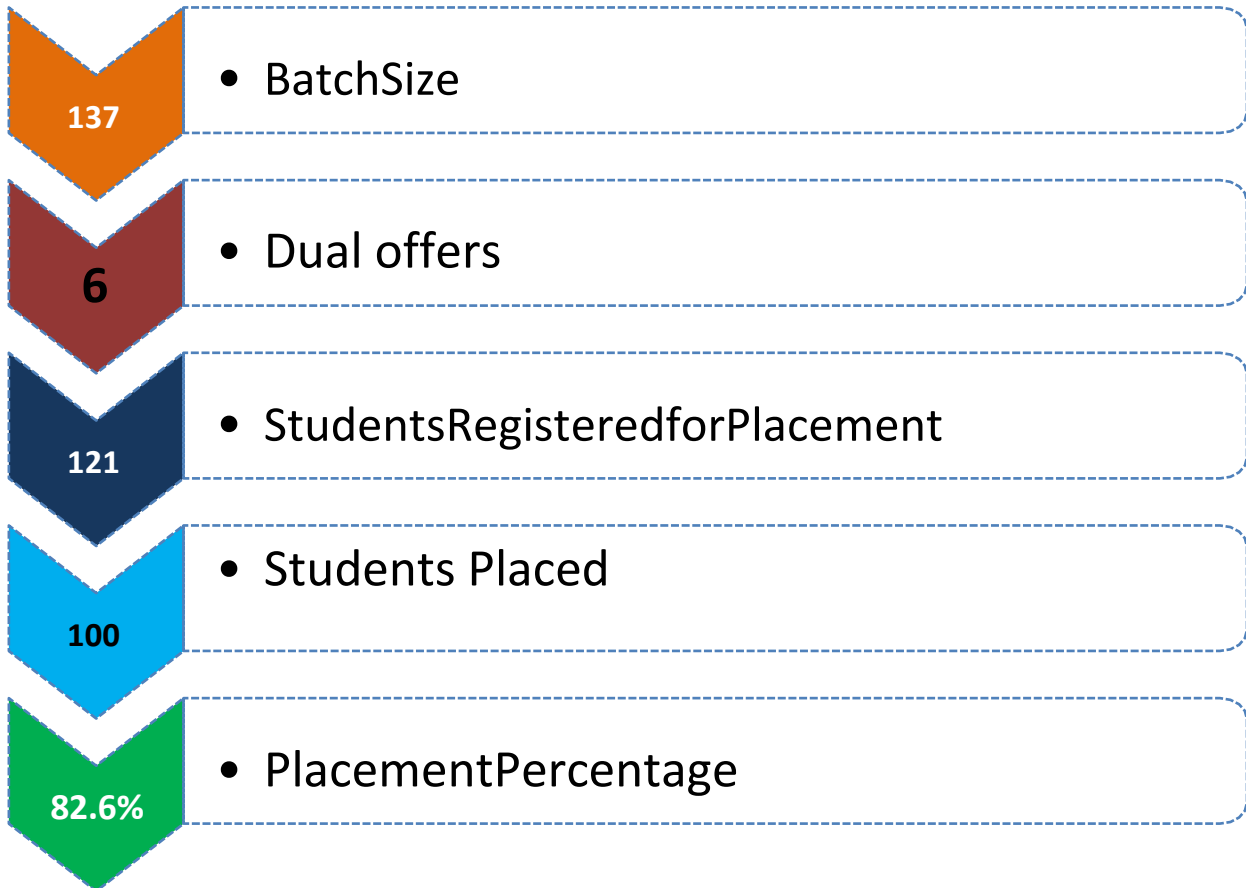 137
• BatchSize
6
• Dual offers
121
• StudentsRegisteredforPlacement
100
• Students Placed
82.6%
• PlacementPercentage